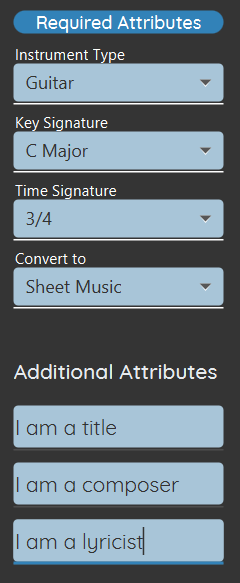 Required Attributes
Instrument Type
Guitar
Key Signature
C Major
Time Signature
3/4
Convert to
Sheet Music
Additional Attributes
I am a title
I am a composer
I am a lyricist